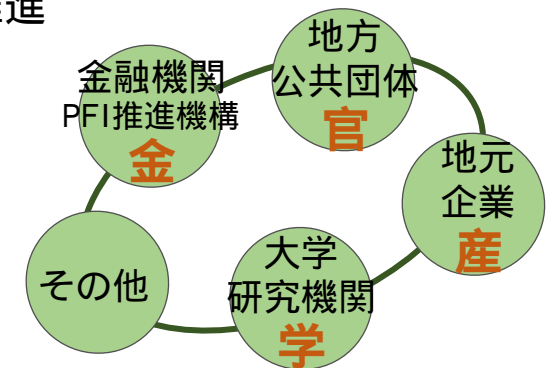 進
地方
公共団体
官
金融機関
PFI推進機構
金
地元
企業
産
大学
研究機関
学
その他